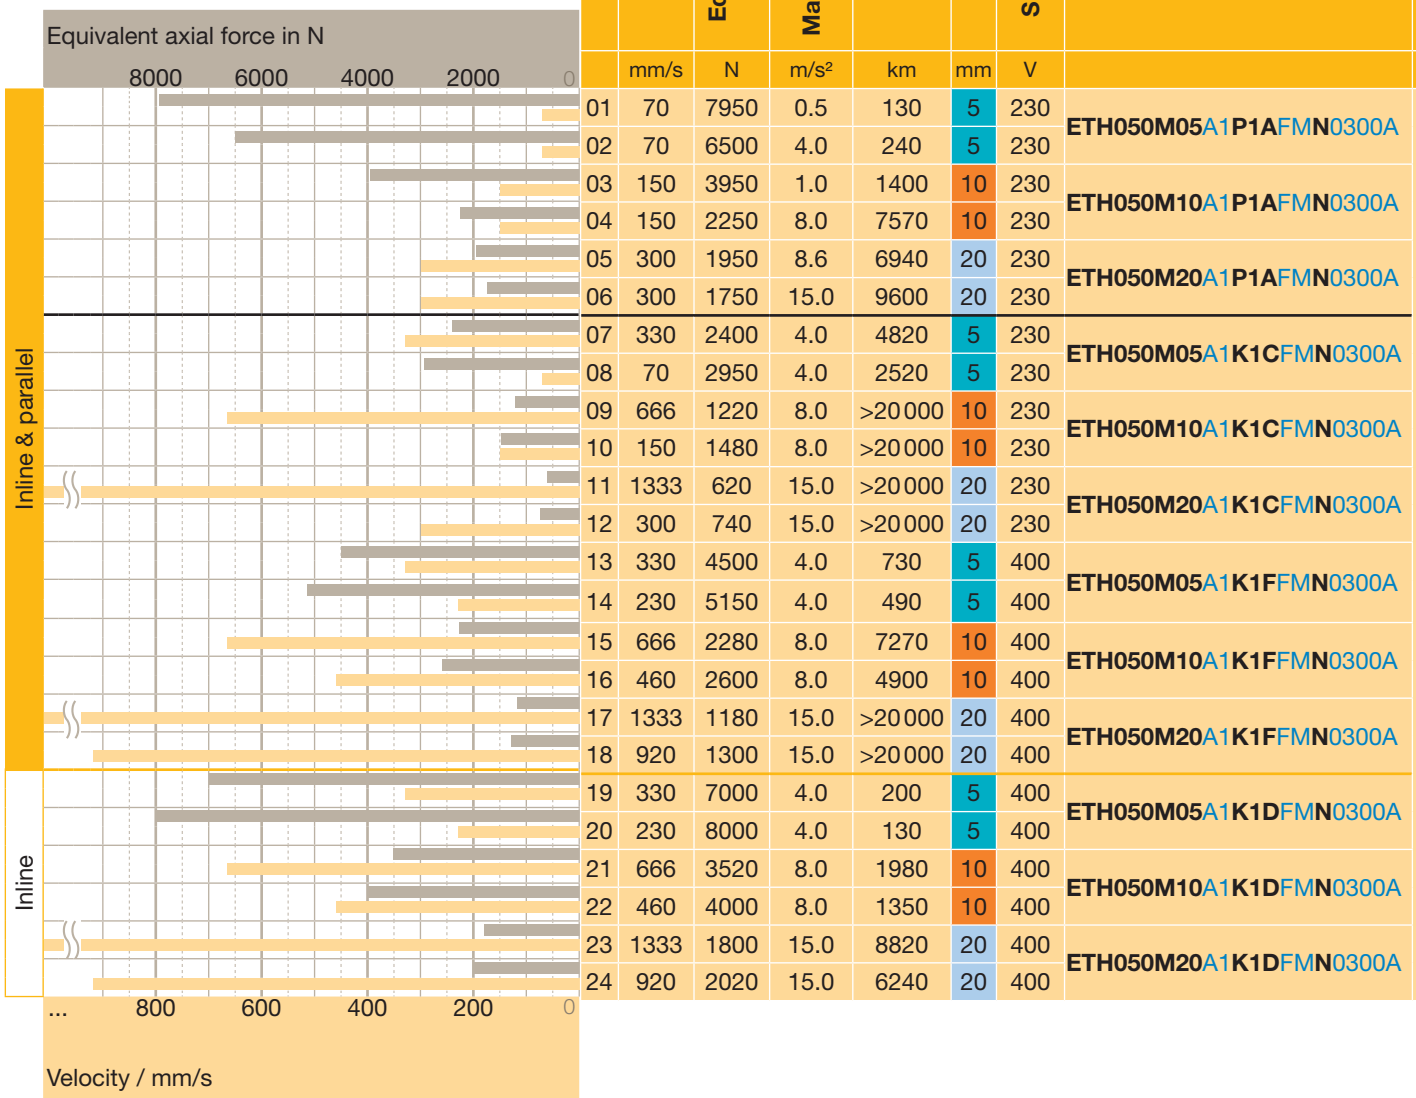 Equivalent axial force in N
8000 6000 4000 2000 0
mm/s N m/s² km mm V
Inline & parallel
01 70 7950 0.5 130 5 230
ETH050M05A1P1AFMN0300A
02 70 6500 4.0 240 5 230
03 150 3950 1.0 1400 10 230
ETH050M10A1P1AFMN0300A
04 150 2250 8.0 7570 10 230
05 300 1950 8.6 6940 20 230
ETH050M20A1P1AFMN0300A
06 300 1750 15.0 9600 20 230
07 330 2400 4.0 4820 5 230
ETH050M05A1K1CFMN0300A
08 70 2950 4.0 2520 5 230
09 666 1220 8.0 >20000 10 230
ETH050M10A1K1CFMN0300A
10 150 1480 8.0 >20000 10 230
11 1333 620 15.0 >20000 20 230
ETH050M20A1K1CFMN0300A
12 300 740 15.0 >20000 20 230
13 330 4500 4.0 730 5 400
ETH050M05A1K1FFMN0300A
14 230 5150 4.0 490 5 400
15 666 2280 8.0 7270 10 400
ETH050M10A1K1FFMN0300A
16 460 2600 8.0 4900 10 400
17 1333 1180 15.0 >20000 20 400
ETH050M20A1K1FFMN0300A
18 920 1300 15.0 >20000 20 400
Inline
19 330 7000 4.0 200 5 400
ETH050M05A1K1DFMN0300A
20 230 8000 4.0 130 5 400
21 666 3520 8.0 1980 10 400
ETH050M10A1K1DFMN0300A
22 460 4000 8.0 1350 10 400
23 1333 1800 15.0 8820 20 400
ETH050M20A1K1DFMN0300A
24 920 2020 15.0 6240 20 400
... 800 600 400 200 0
Velocity / mm/s